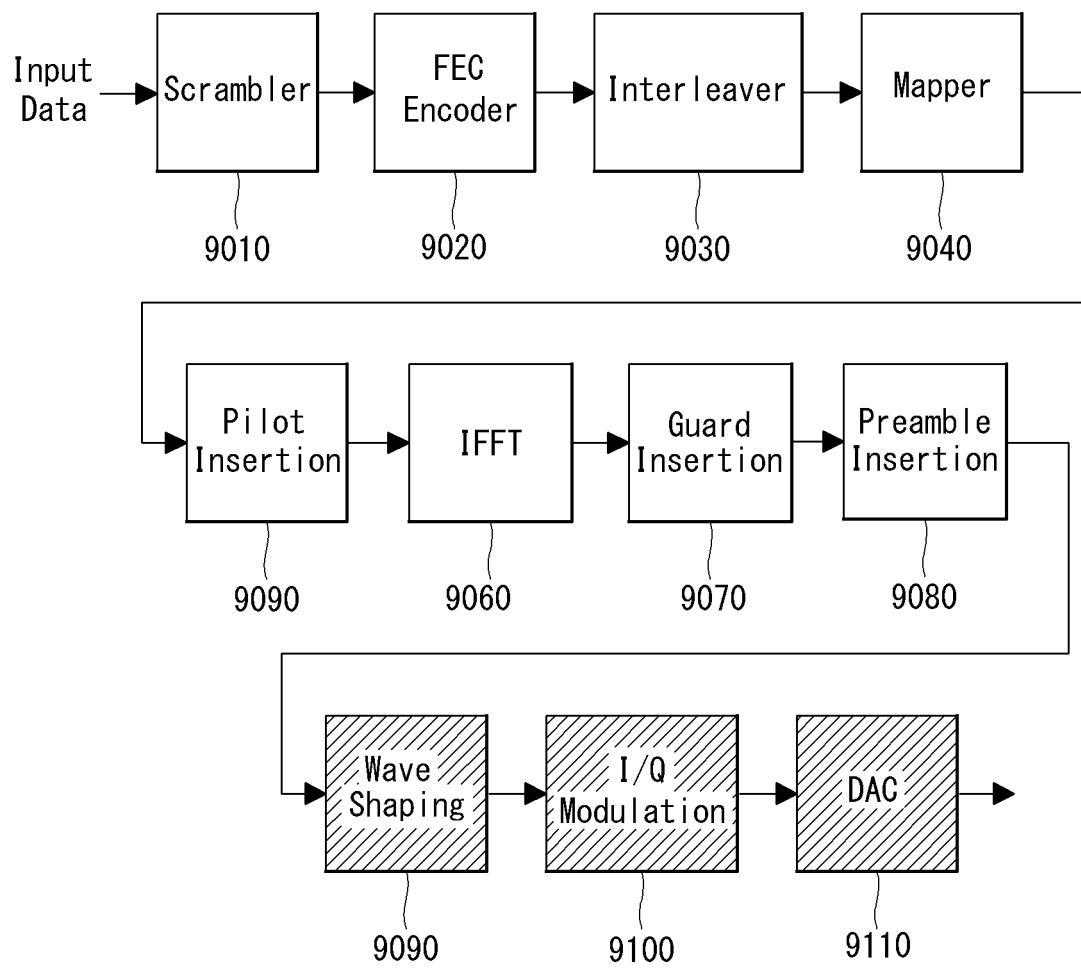 Input
Data
Scrambler
FEC
Encoder
Interleaver
Mapper
9010
9020
9030
9040
Pilot
Insertion
IFFT
Guard
Insertion
Preamble
Insertion
9090
9060
9070
9080
Wave
Shaping
I/Q
Modulation
DAC
9090
9100
9110